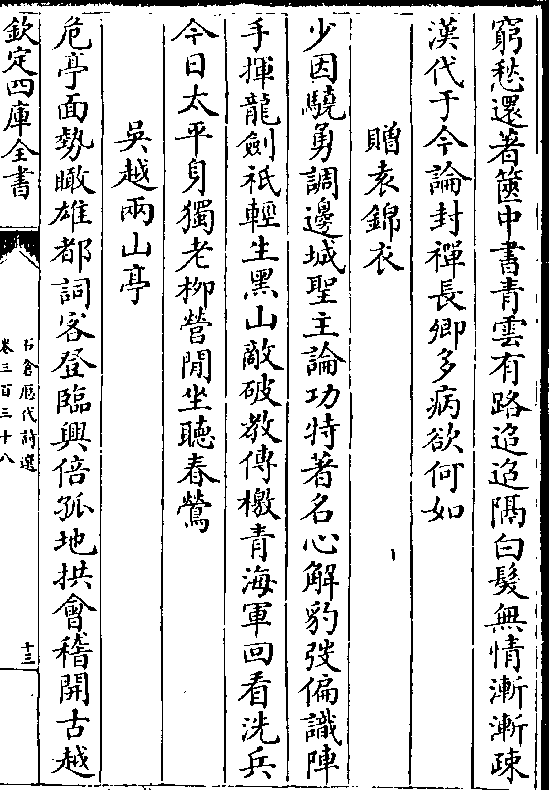 窮愁還著篋中書青雲有路迢迢隔白髮無情漸漸疎
漢代于今論封禪長卿多病欲何如
贈袁錦衣
少因驍勇調邊城聖主論功特著名心解豹弢偏識陣
手揮龍劍祇輕生黑山敵破教傳檄青海軍回看洗兵
今日太平身獨老柳營閒坐聽春鶯
吳越兩山亭
危亭面勢瞰雄都詞客登臨興倍孤地拱會稽開古越
欽定四庫全書
石倉歷代詩選
卷三百三十八
十三